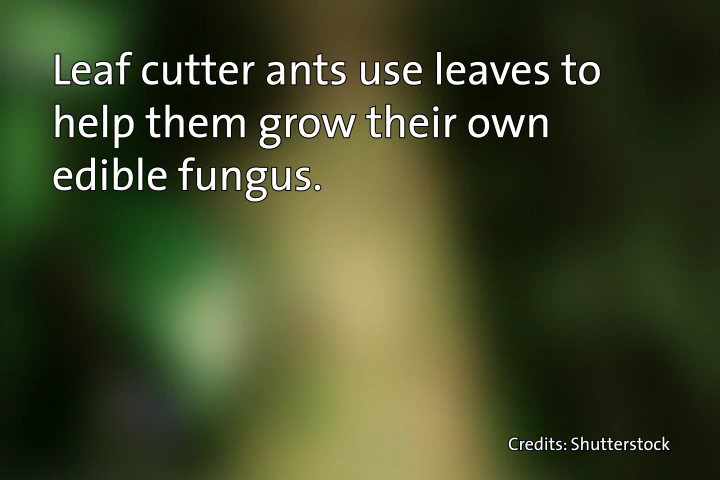 Leaf cutter ants use leaves to
help them grow their own
edible fungus.
Credits: Shutterstock